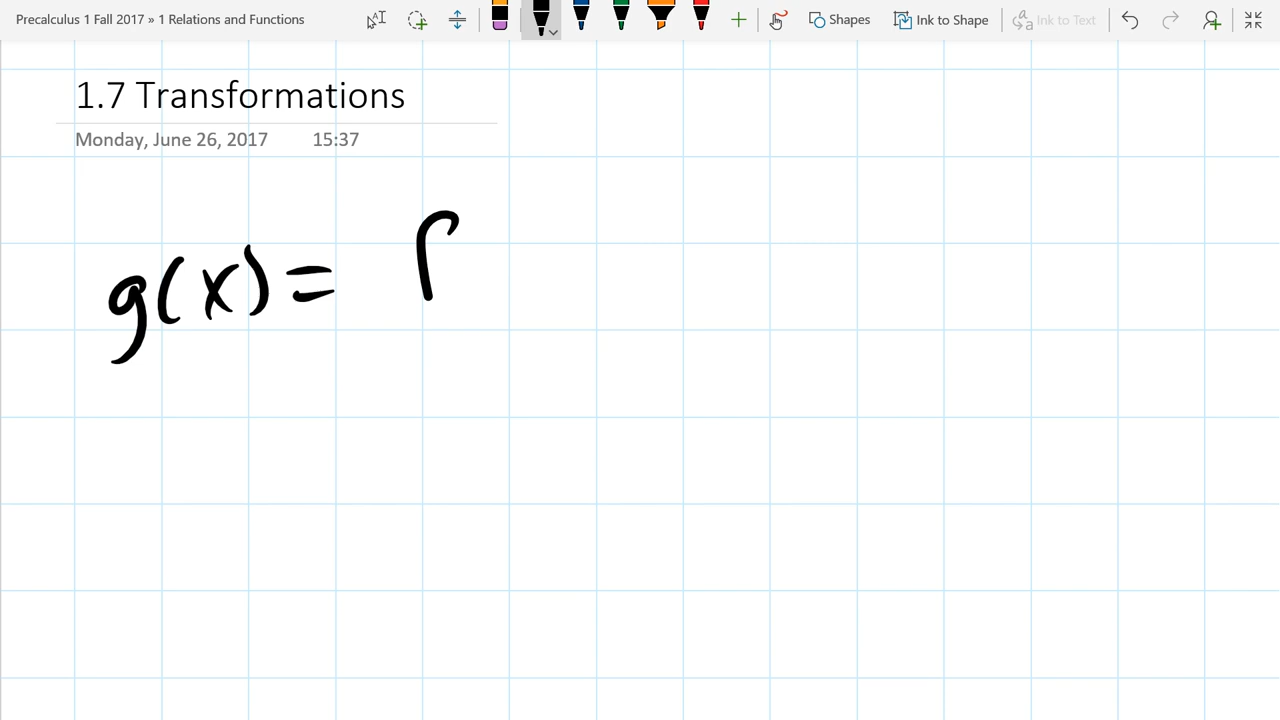 Precalculus 1 Fall 2017 » 1 Relations and Functions Shapes Ink to Shape Ink to Text
1.7 Transformations
Monday, June 26, 2017 15:37
g(x)=